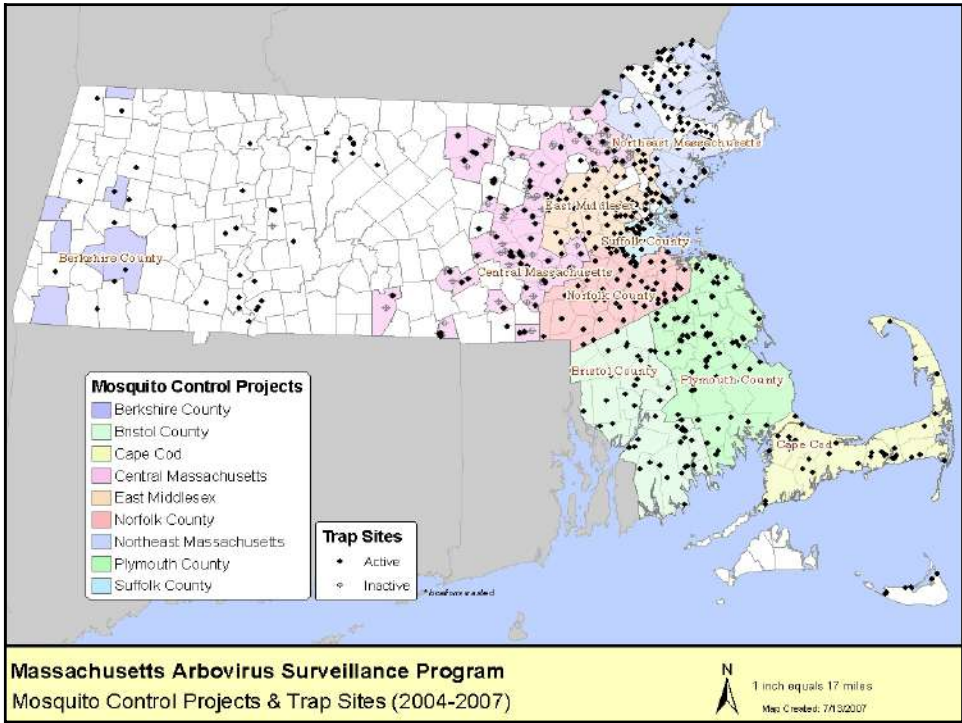 Northeast Massachusetts
East Middlesex
Suffolk County
Berkshire County
Central Massachusetts
Norfolk County
Bristol County
Plymouth County
Cape Cod
Mosquito Control Projects
Berkshire County
Bristol County
Cape Cod
Central Massachusetts
East Middlesex
Norfolk County
Northeast Massachusetts
Plymouth County
Suffolk County
Trap Sites
Active
Inactive
Massachusetts Arbovirus Surveillance Program
Mosquito Control Projects & Trap Sites (2004-2007)
N
1 inch equals 17 miles
Map Created: 7/13/2007